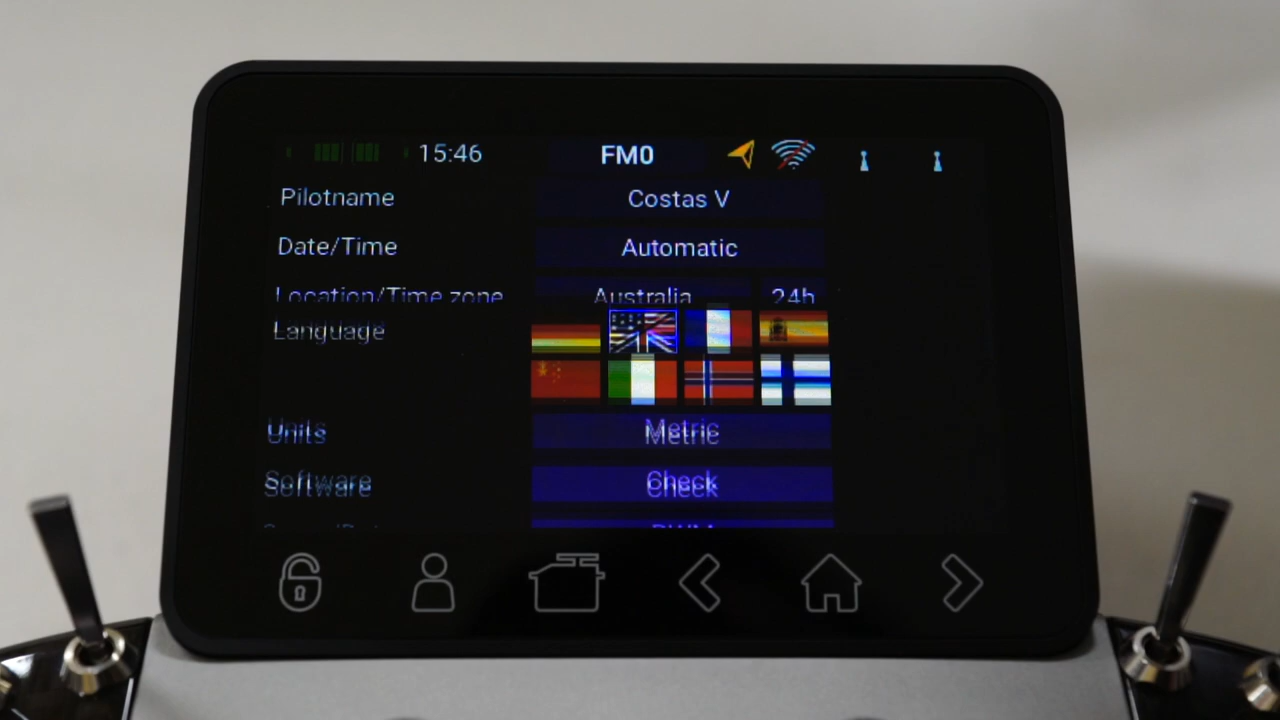 15:46 FM0
Pilotname Costas V
Date/Time Automatic
Location/Time zone Australia 24h
Language
Units Metric
Software Check